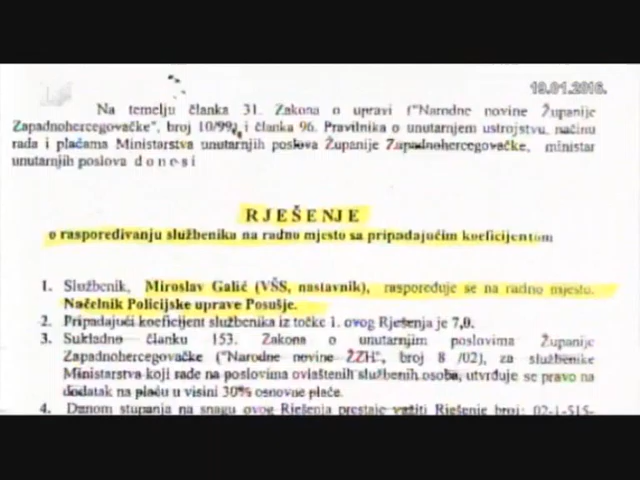 19.01.2016.
Na temelju članka 31. Zakona o upravi ("Narodne novine Županije
Zapadnohercegovačke", broj 10/99, i članka 96. Pravilnika o unutarnjem ustrojstvu, načinu
rada i plaćama Ministarstva unutarnjih poslova Županije Zapadnohercegovačke, ministar
unutarnjih poslova d o n e s i
RJEŠENJE
o raspoređivanju službenika na radno mjesto sa pripadajućim koeficijentom
1. Službenik, Miroslav Galić (VŠS, nastavnik), raspoređuje se na radno mjesto.
Načelnik Policijske uprave Posušje.
2. Pripadajući koeficijent službenika iz točke 1. ovog Rješenja je 7,0.
3. Sukladno članku 153. Zakona o unutarnjim poslovima Županije
Zapadnohercegovačke ("Narodne novine ŽZH", broj 8 /02), za službenike
Ministarstva koji rade na poslovima ovlaštenih službenih osoba, utvrđuje se pravo na
dodatak na plaću u visini 30% osnovne plaće.
4. Danom stupanja na snagu ovog Rješenja prestaje važiti Rješenje broj: 02-1-515-